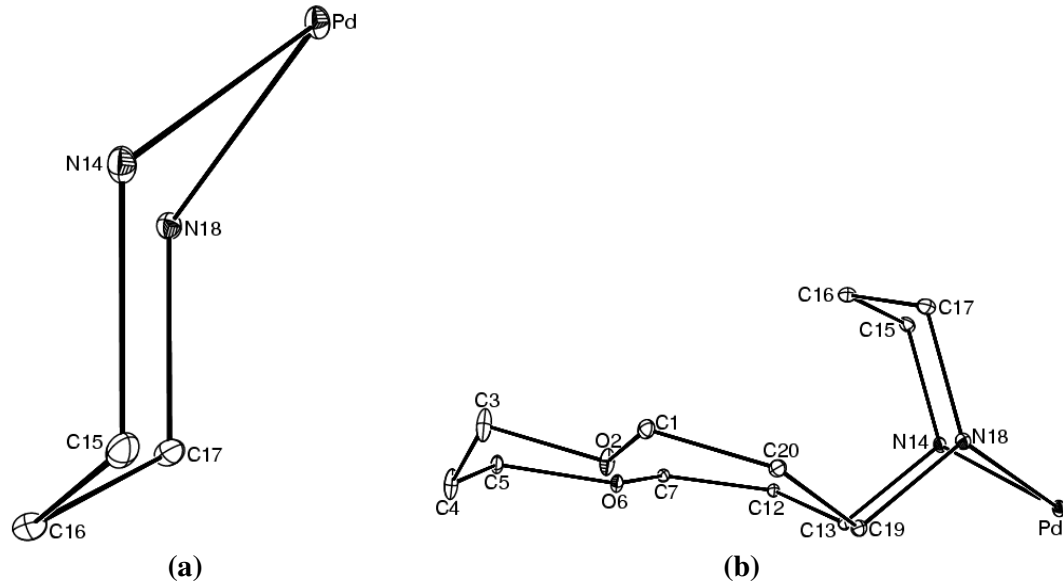 Pd
N14
N18
C15
C17
C16
(a)
C16
C17
C15
C3
C1
O2
C20
N14
N18
C4
C5
O6
C7
C12
C13
C19
Pd
(b)